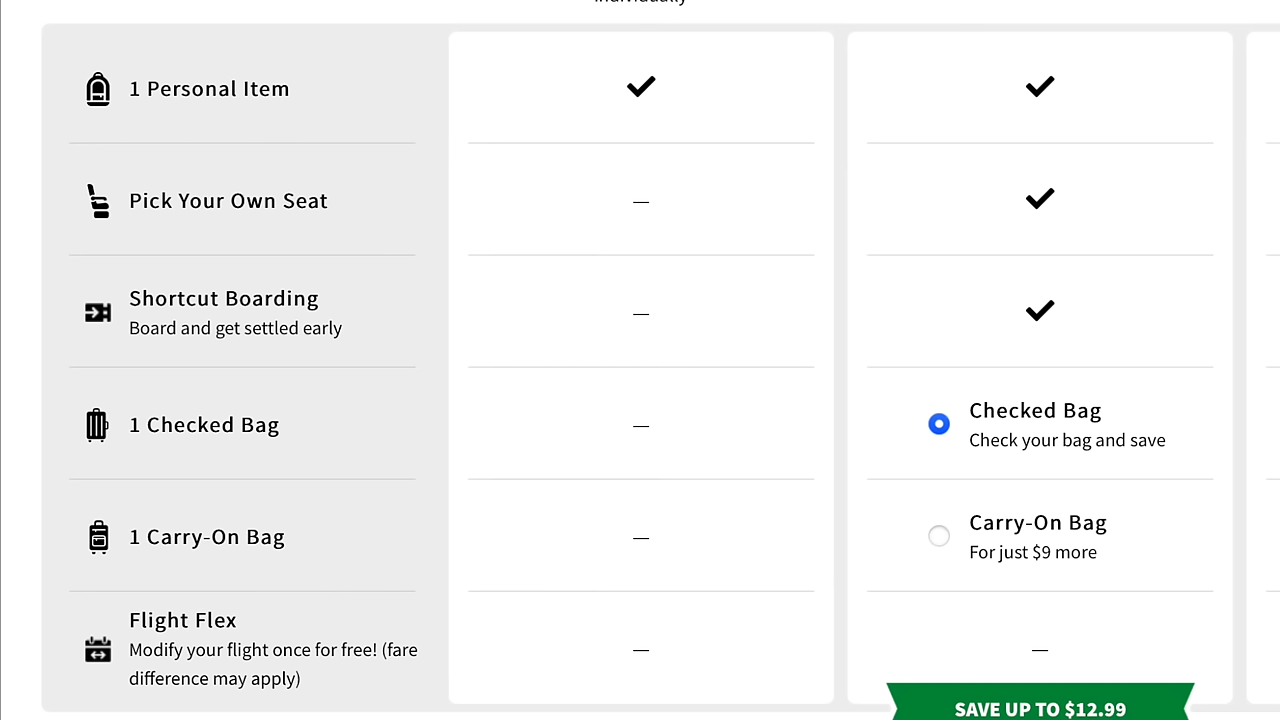 individually
1 Personal Item
Pick Your Own Seat
—
Shortcut Boarding
Board and get settled early
—
1 Checked Bag
—
Checked Bag
Check your bag and save
1 Carry-On Bag
—
Carry-On Bag
For just $9 more
Flight Flex
Modify your flight once for free! (fare
difference may apply)
—
—
SAVE UP TO $12.99